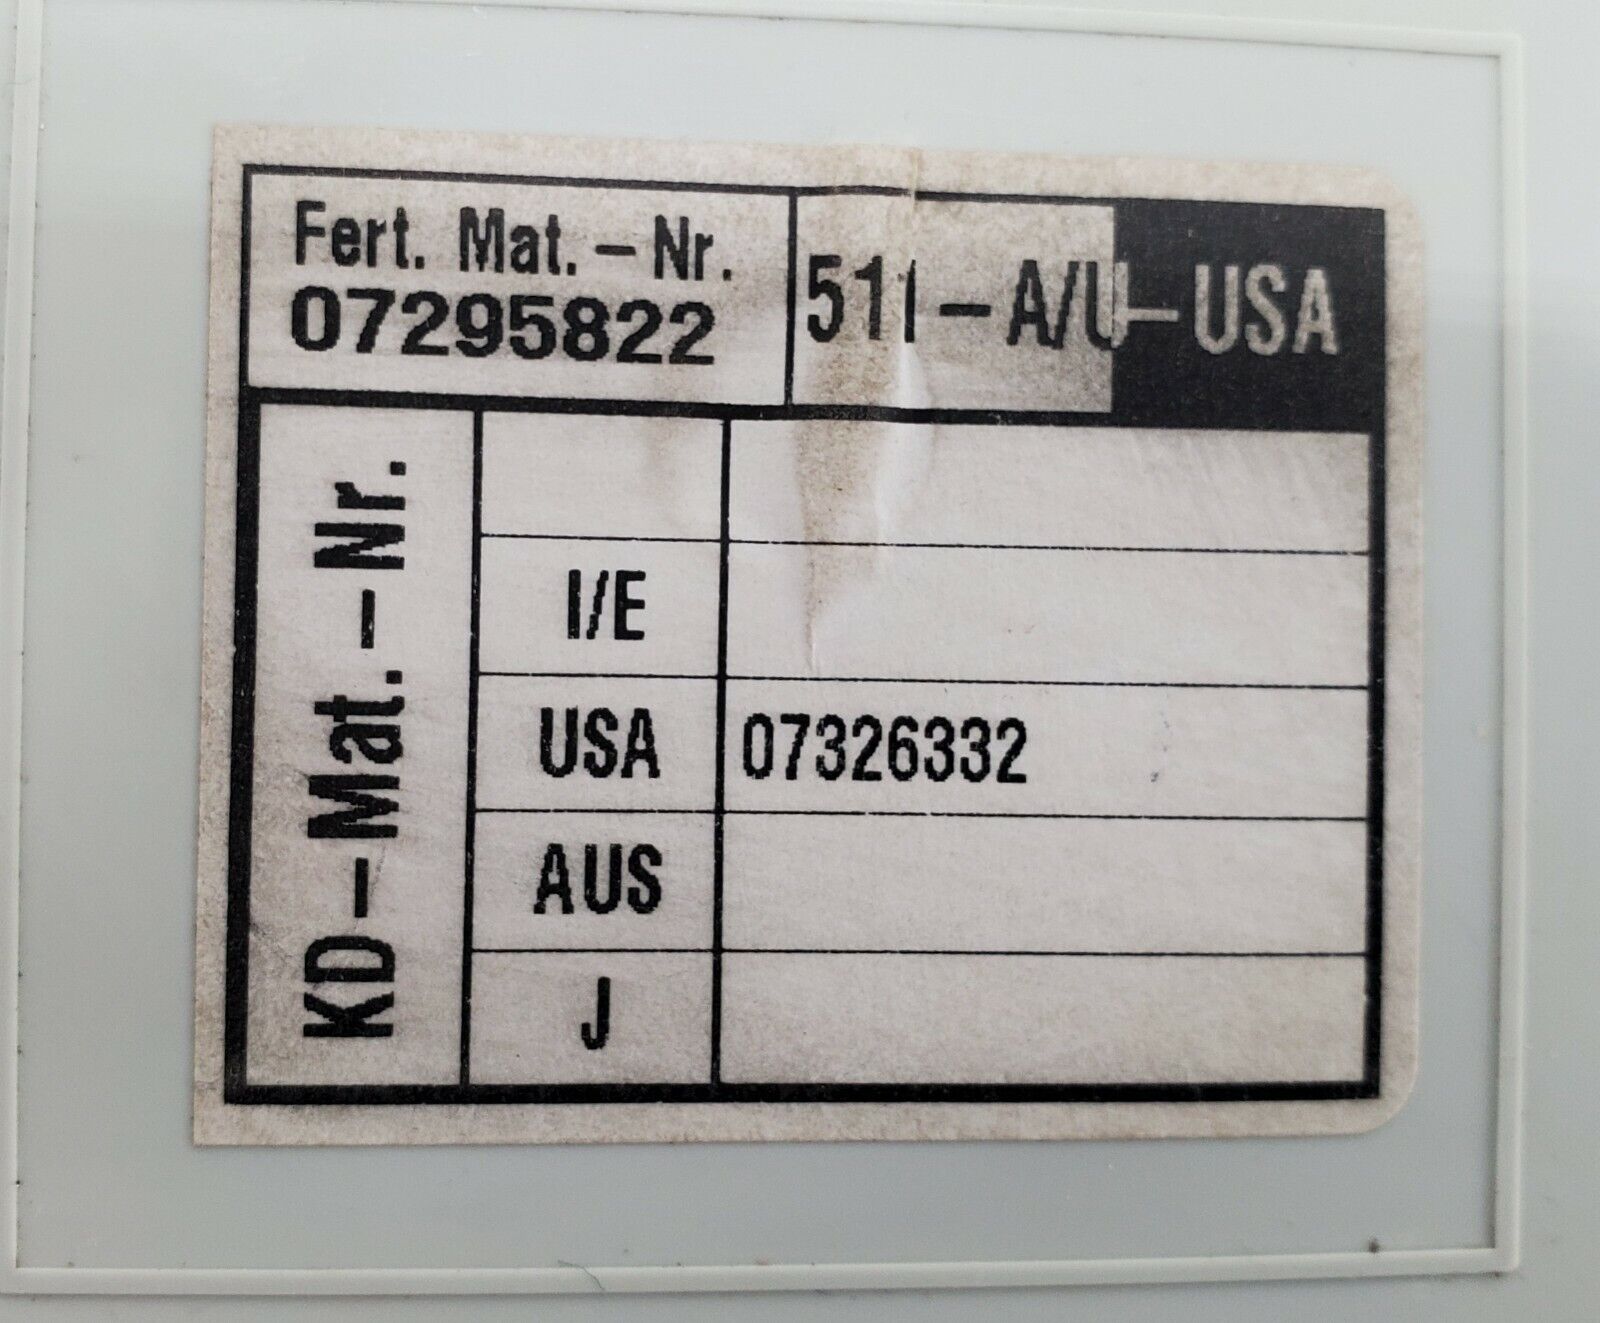 Fert. Mat.-Nr.
07295822
511-A/U-USA
KD-Mat.-Nr.
I/E
USA 07326332
AUS
J